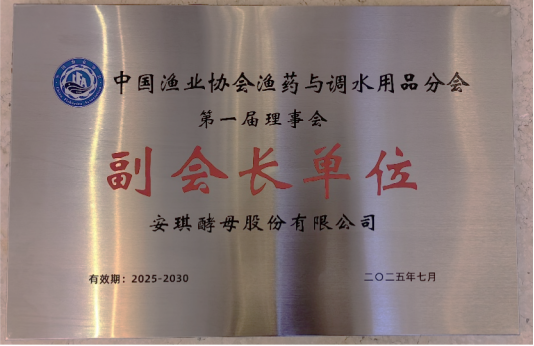 中国渔业协会渔药与调水用品分会
第一届理事会
副会长单位
安琪酵母股份有限公司
有效期：2025-2030
二〇二五年七月